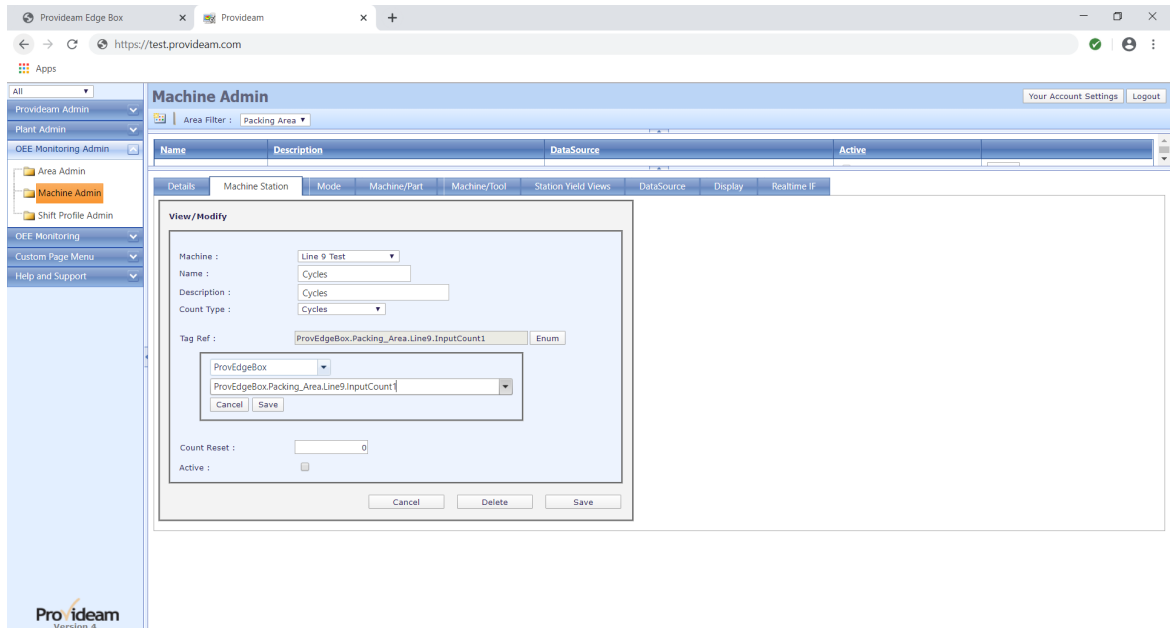 Provideam Edge Box
Provideam
https://test.provideam.com
Apps
All
Provideam Admin
Plant Admin
OEE Monitoring Admin
Area Admin
Machine Admin
Shift Profile Admin
OEE Monitoring
Custom Page Menu
Help and Support
Provideam
Version 4
Machine Admin
Your Account Settings Logout
Area Filter : Packing Area
Name Description DataSource Active
Details Machine Station Mode Machine/Part Machine/Tool Station Yield Views DataSource Display Realtime IF
View/Modify
Machine : Line 9 Test
Name : Cycles
Description : Cycles
Count Type : Cycles
Tag Ref : ProvEdgeBox.Packing_Area.Line9.InputCount1 Enum
ProvEdgeBox
ProvEdgeBox.Packing_Area.Line9.InputCount1
Cancel Save
Count Reset : 0
Active :
Cancel Delete Save